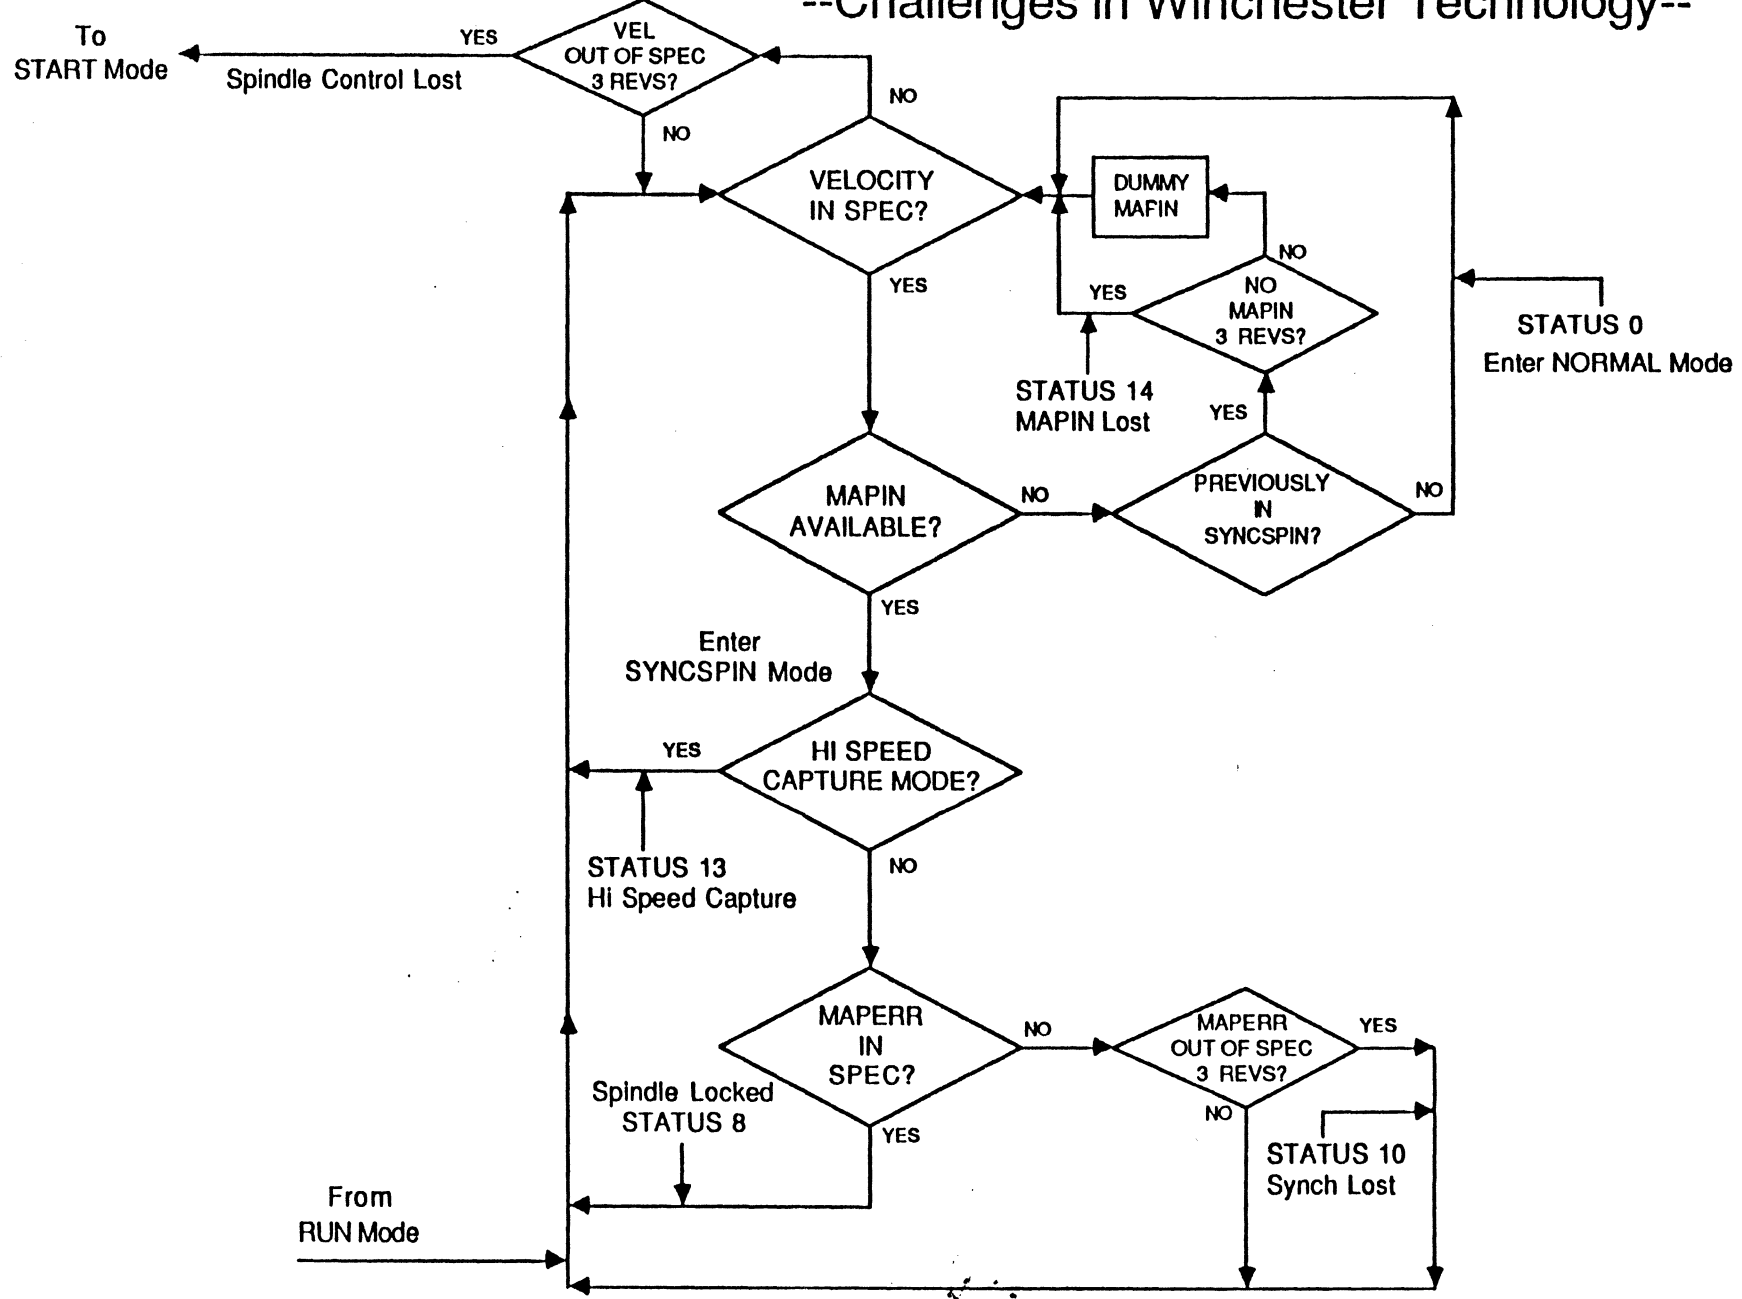 --Challenges in Winchester Technology--
To
START Mode
YES
Spindle Control Lost
VEL
OUT OF SPEC
3 REVS?
NO
NO
VELOCITY
IN SPEC?
YES
DUMMY
MAFIN
NO
NO
MAPIN
3 REVS?
YES
STATUS 14
MAPIN Lost
YES
STATUS 0
Enter NORMAL Mode
MAPIN
AVAILABLE?
NO
PREVIOUSLY
IN
SYNCSPIN?
NO
YES
Enter
SYNCSPIN Mode
HI SPEED
CAPTURE MODE?
YES
STATUS 13
Hi Speed Capture
NO
MAPERR
IN
SPEC?
NO
MAPERR
OUT OF SPEC
3 REVS?
YES
NO
STATUS 10
Synch Lost
Spindle Locked
STATUS 8
YES
From
RUN Mode